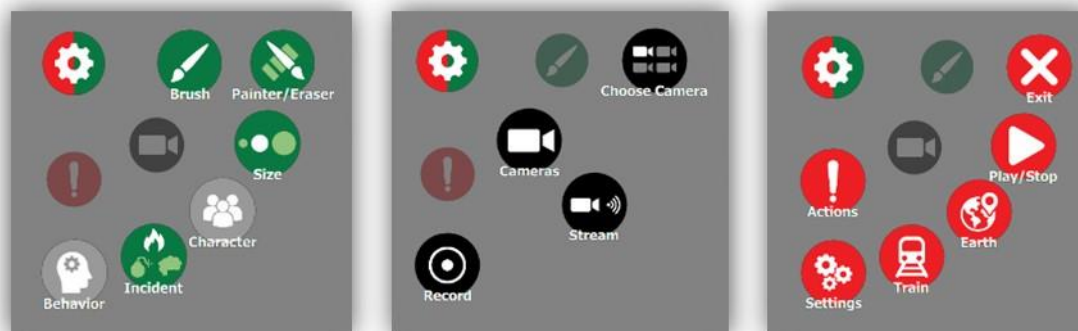 Brush
Painter/Eraser
Size
Character
Incident
Behavior
Choose Camera
Cameras
Stream
Record
Exit
Play/Stop
Actions
Earth
Train
Settings